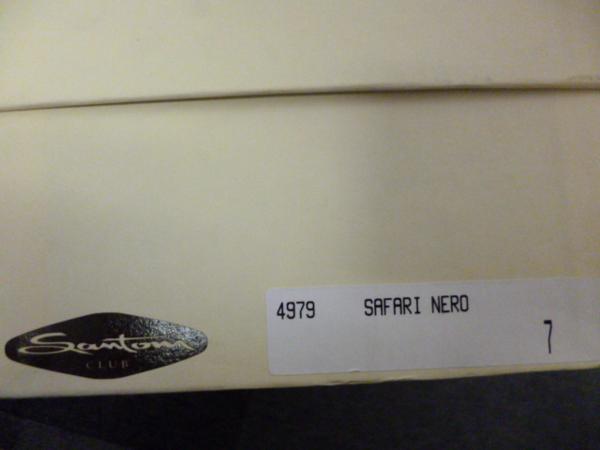 4979 SAFARI NERO
7
Santoni
CLUB